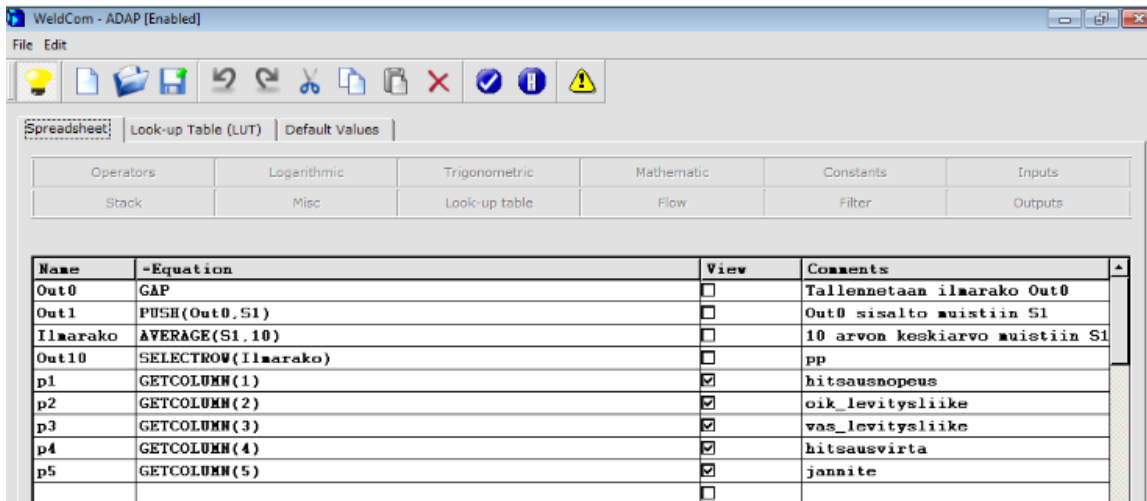 WeldCom - ADAP [Enabled]
File Edit
Spreadsheet Look-up Table (LUT) Default Values
Operators Logarithmic Trigonometric Mathematic Constants Inputs
Stack Misc Look-up table Flow Filter Outputs
Name =Equation View Comments
Out0 GAP Tallennetaan ilmarako Out0
Out1 PUSH(Out0,S1) Out0 sisalto muistiin S1
Ilmarako AVERAGE(S1,10) 10 arvon keskiarvo muistiin S1
Out10 SELECTROW(Ilmarako) pp
p1 GETCOLUMN(1) hitsausnopeus
p2 GETCOLUMN(2) oik_levitysliike
p3 GETCOLUMN(3) vas_levitysliike
p4 GETCOLUMN(4) hitsausvirta
p5 GETCOLUMN(5) jannite